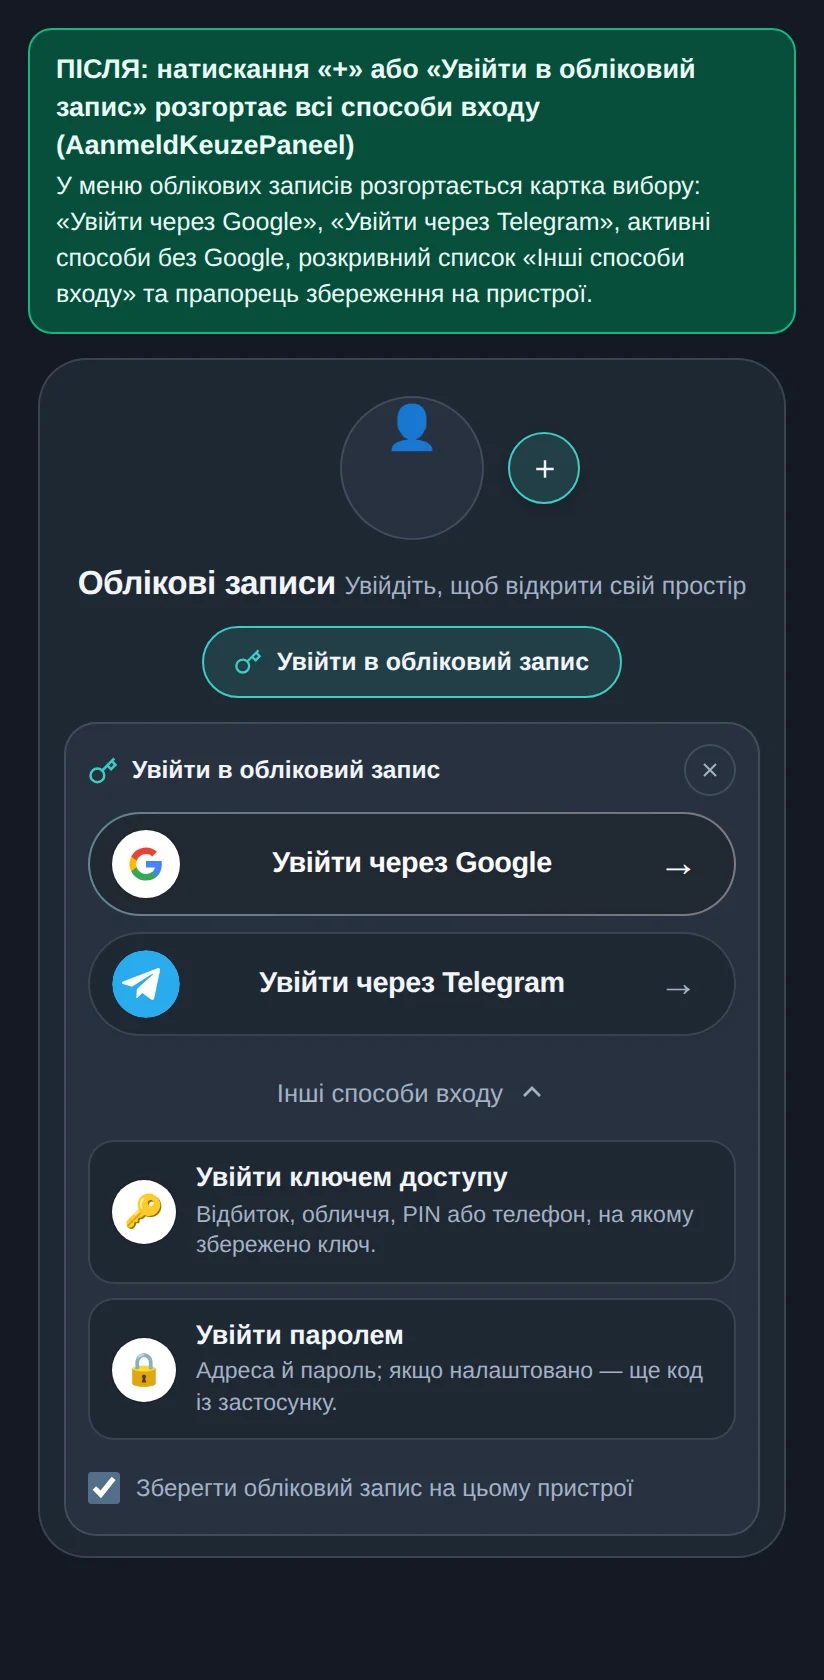 ПІСЛЯ: натискання «+» або «Увійти в обліковий
запис» розгортає всі способи входу
(AanmeldKeuzePaneel)
У меню облікових записів розгортається картка вибору:
«Увійти через Google», «Увійти через Telegram», активні
способи без Google, розкривний список «Інші способи
входу» та прапорець збереження на пристрої.
+
Облікові записи Увійдіть, щоб відкрити свій простір
Увійти в обліковий запис
Увійти в обліковий запис ×
Увійти через Google →
Увійти через Telegram →
Інші способи входу
Увійти ключем доступу
Відбиток, обличчя, PIN або телефон, на якому
збережено ключ.
Увійти паролем
Адреса й пароль; якщо налаштовано — ще код
із застосунку.
Зберегти обліковий запис на цьому пристрої